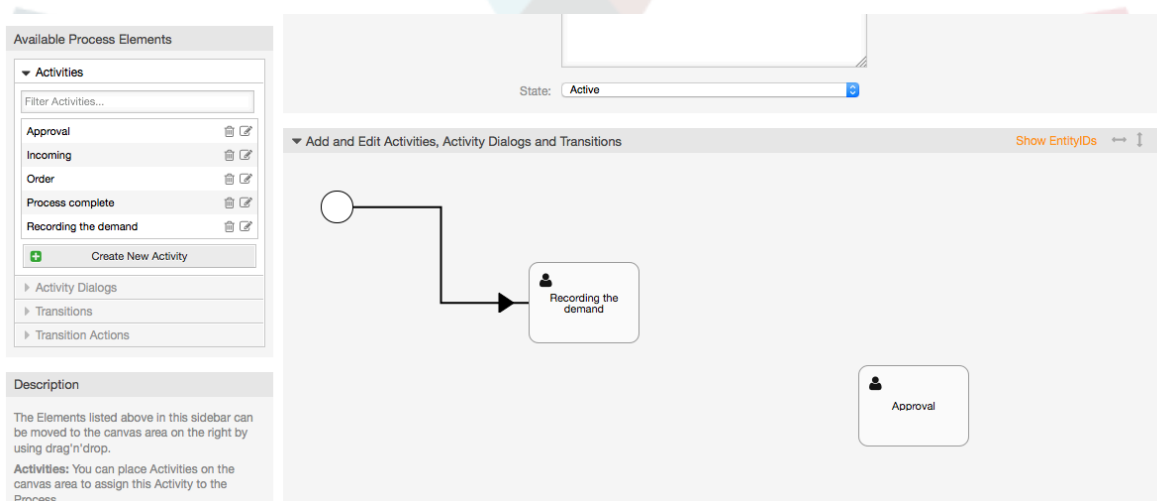 Available Process Elements
Activities
Filter Activities...
Approval
Incoming
Order
Process complete
Recording the demand
Create New Activity
Activity Dialogs
Transitions
Transition Actions
Description
The Elements listed above in this sidebar can
be moved to the canvas area on the right by
using drag'n'drop.
Activities: You can place Activities on the
canvas area to assign this Activity to the
Process.
State: Active
Add and Edit Activities, Activity Dialogs and Transitions
Show EntityIDs
Recording the
demand
Approval